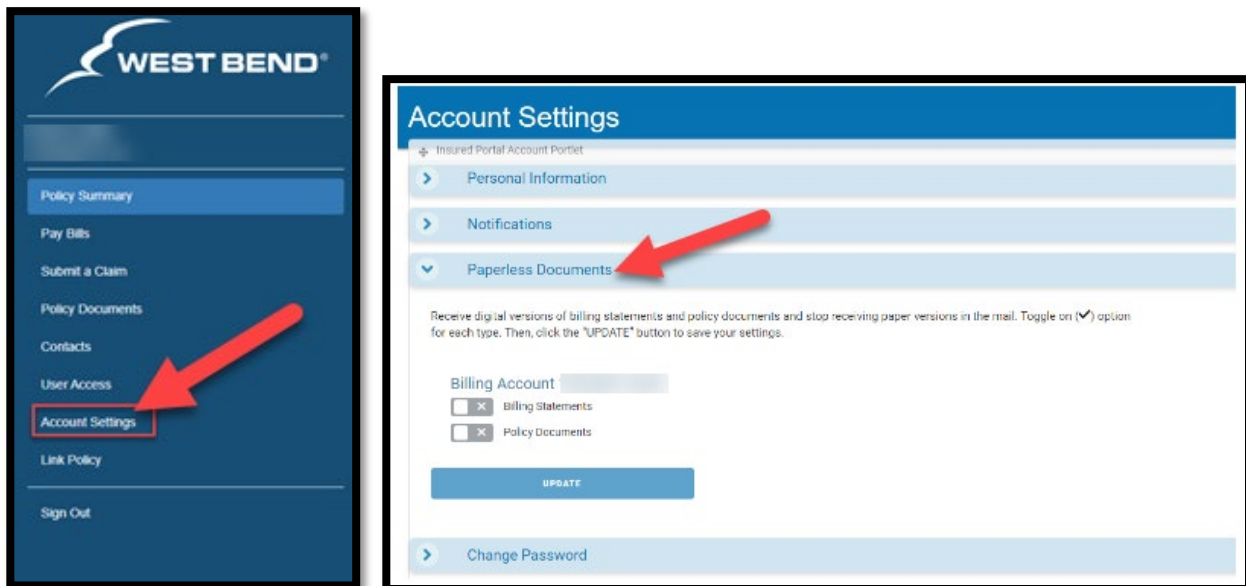 WEST BEND®
Policy Summary
Pay Bills
Submit a Claim
Policy Documents
Contacts
User Access
Account Settings
Link Policy
Sign Out
Account Settings
Insured Portal Account Portlet
Personal Information
Notifications
Paperless Documents
Receive digital versions of billing statements and policy documents and stop receiving paper versions in the mail. Toggle on (✔) option
for each type. Then, click the "UPDATE" button to save your settings.
Billing Account
Billing Statements
Policy Documents
UPDATE
Change Password